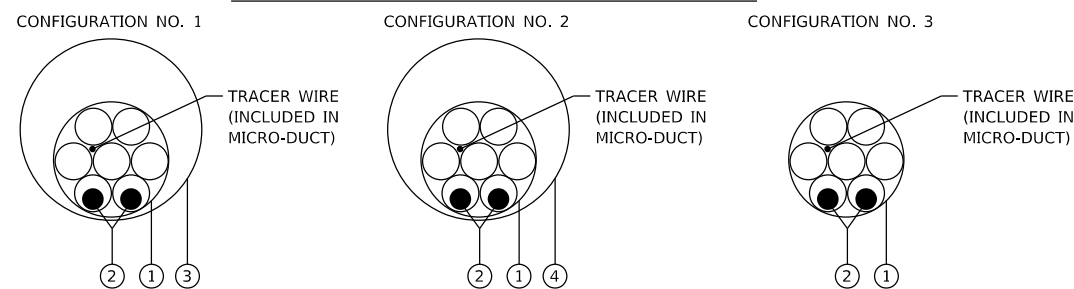 CONFIGURATION NO. 1
TRACER WIRE
(INCLUDED IN
MICRO-DUCT)
2 1 3
CONFIGURATION NO. 2
TRACER WIRE
(INCLUDED IN
MICRO-DUCT)
2 1 4
CONFIGURATION NO. 3
TRACER WIRE
(INCLUDED IN
MICRO-DUCT)
2 1